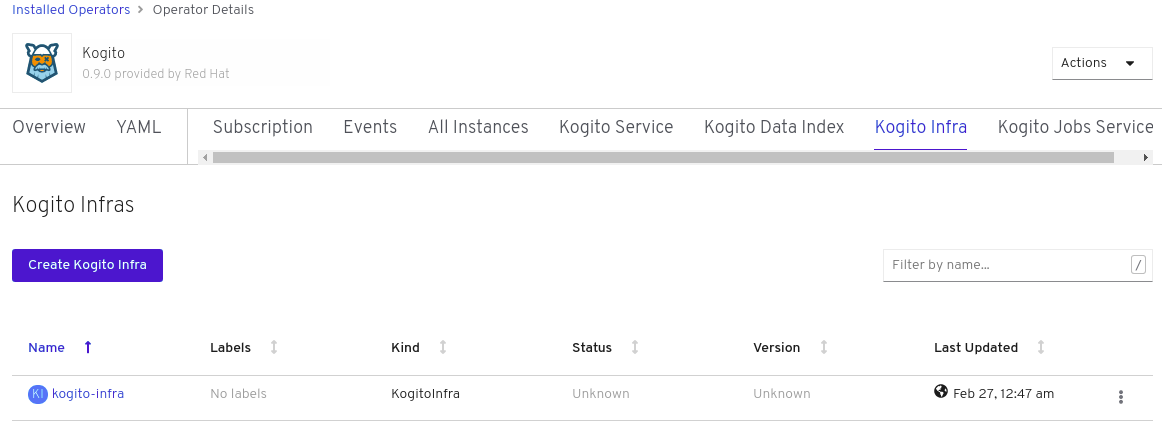 Installed Operators > Operator Details
Kogito
0.9.0 provided by Red Hat
Actions
Overview YAML Subscription Events All Instances Kogito Service Kogito Data Index Kogito Infra Kogito Jobs Service
Kogito Infras
Create Kogito Infra
Filter by name... /
Name Labels Kind Status Version Last Updated
KI kogito-infra No labels KogitoInfra Unknown Unknown Feb 27, 12:47 am